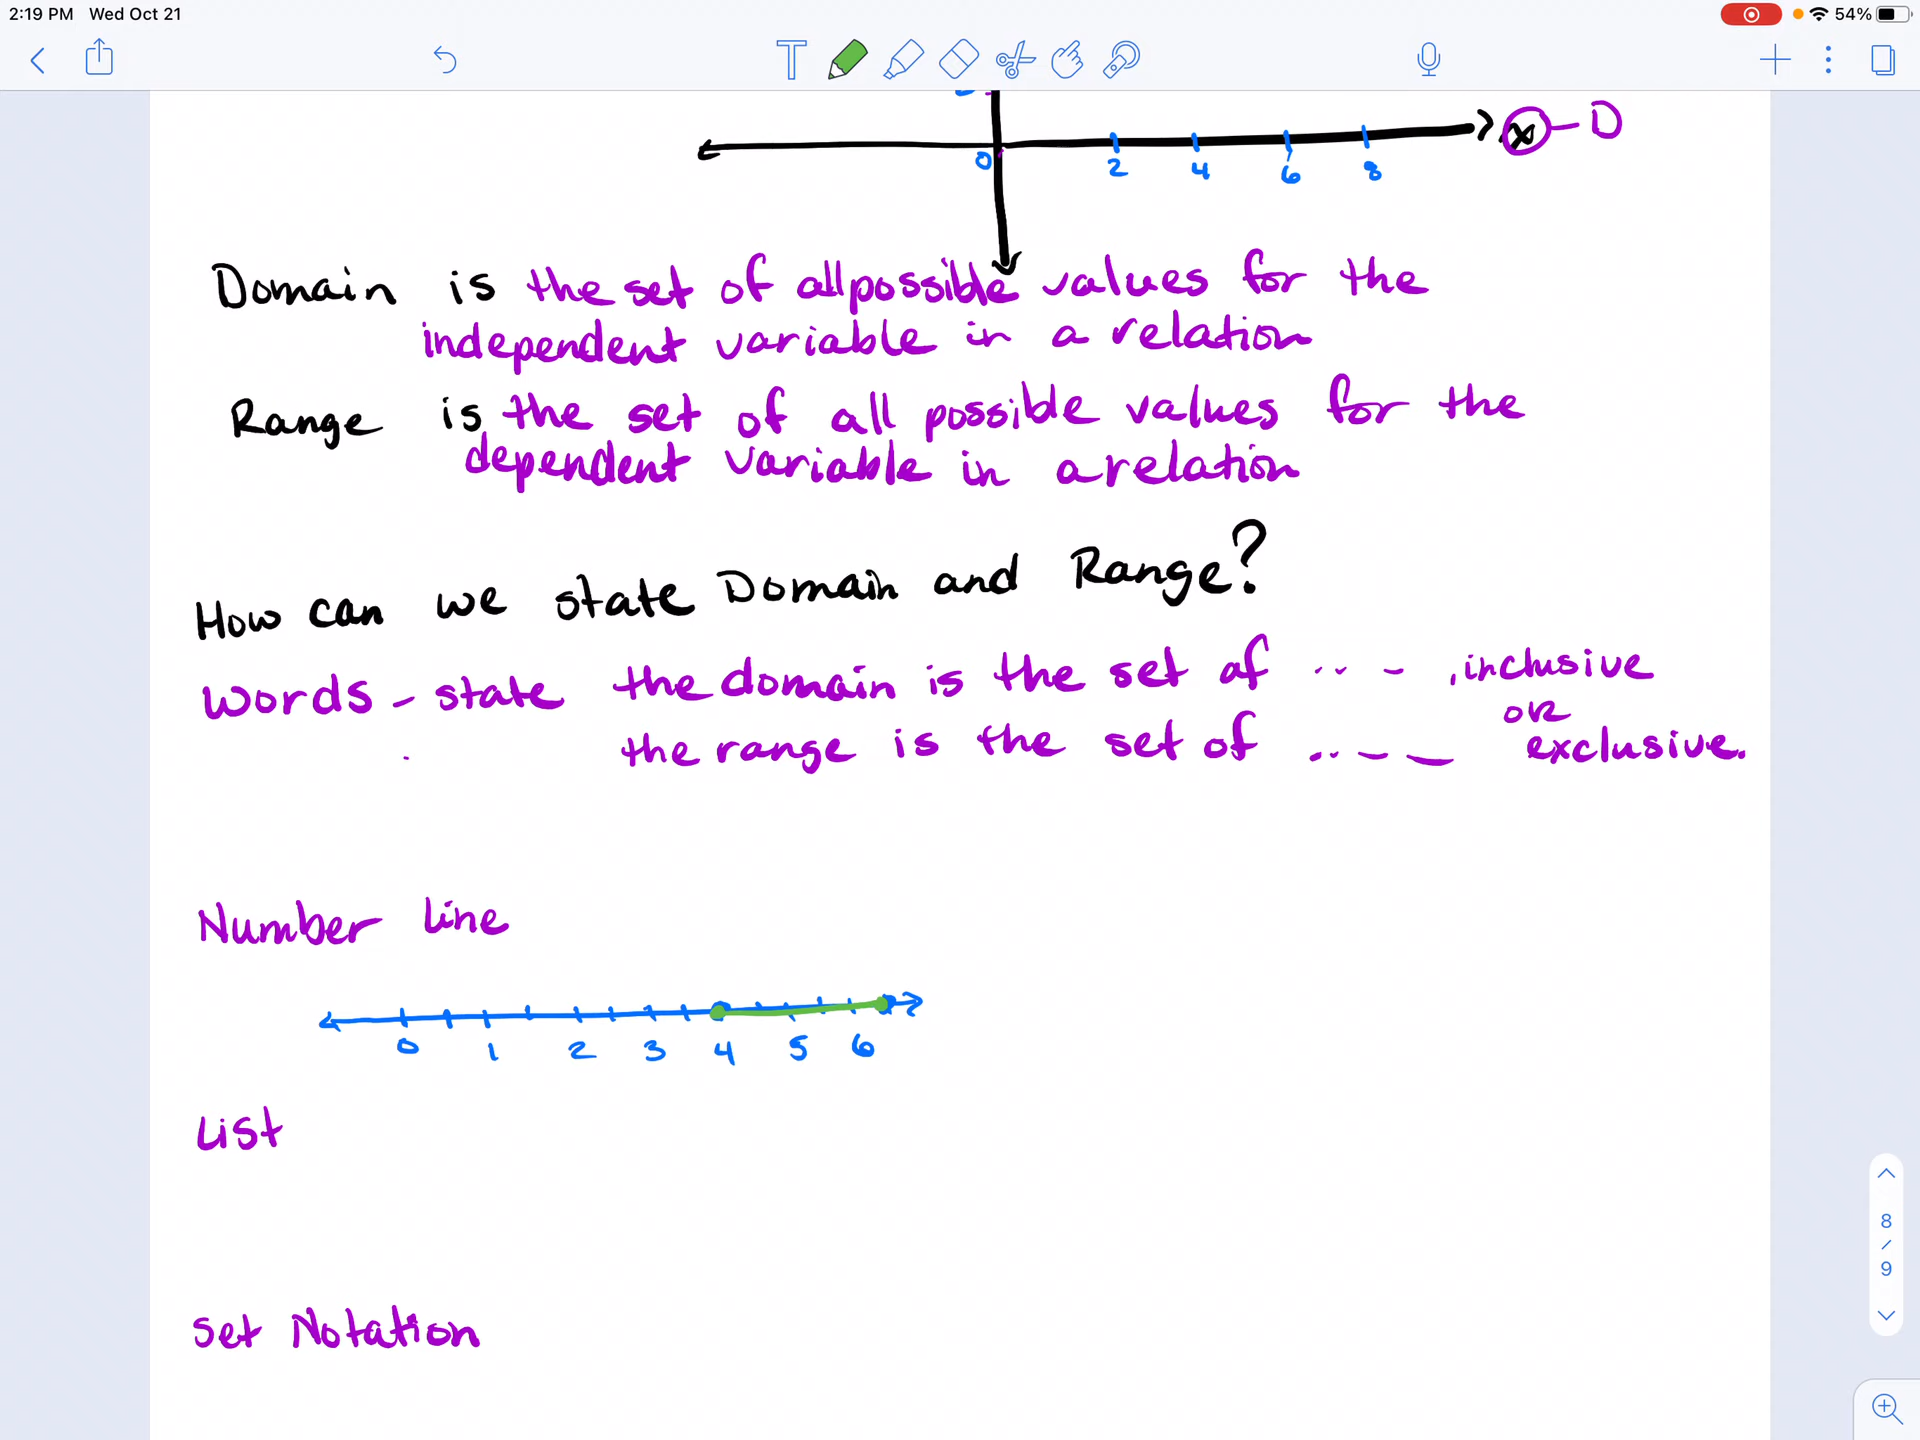 2:19 PM Wed Oct 21 54%
T
x D
0 2 4 6 8
Domain is the set of all possible values for the
independent variable in a relation
Range is the set of all possible values for the
dependent variable in a relation
How can we state Domain and Range?
Words - state the domain is the set of .. - , inclusive
OR
the range is the set of .. - - exclusive.
Number line
0 1 2 3 4 5 6
List
8
/
9
Set Notation